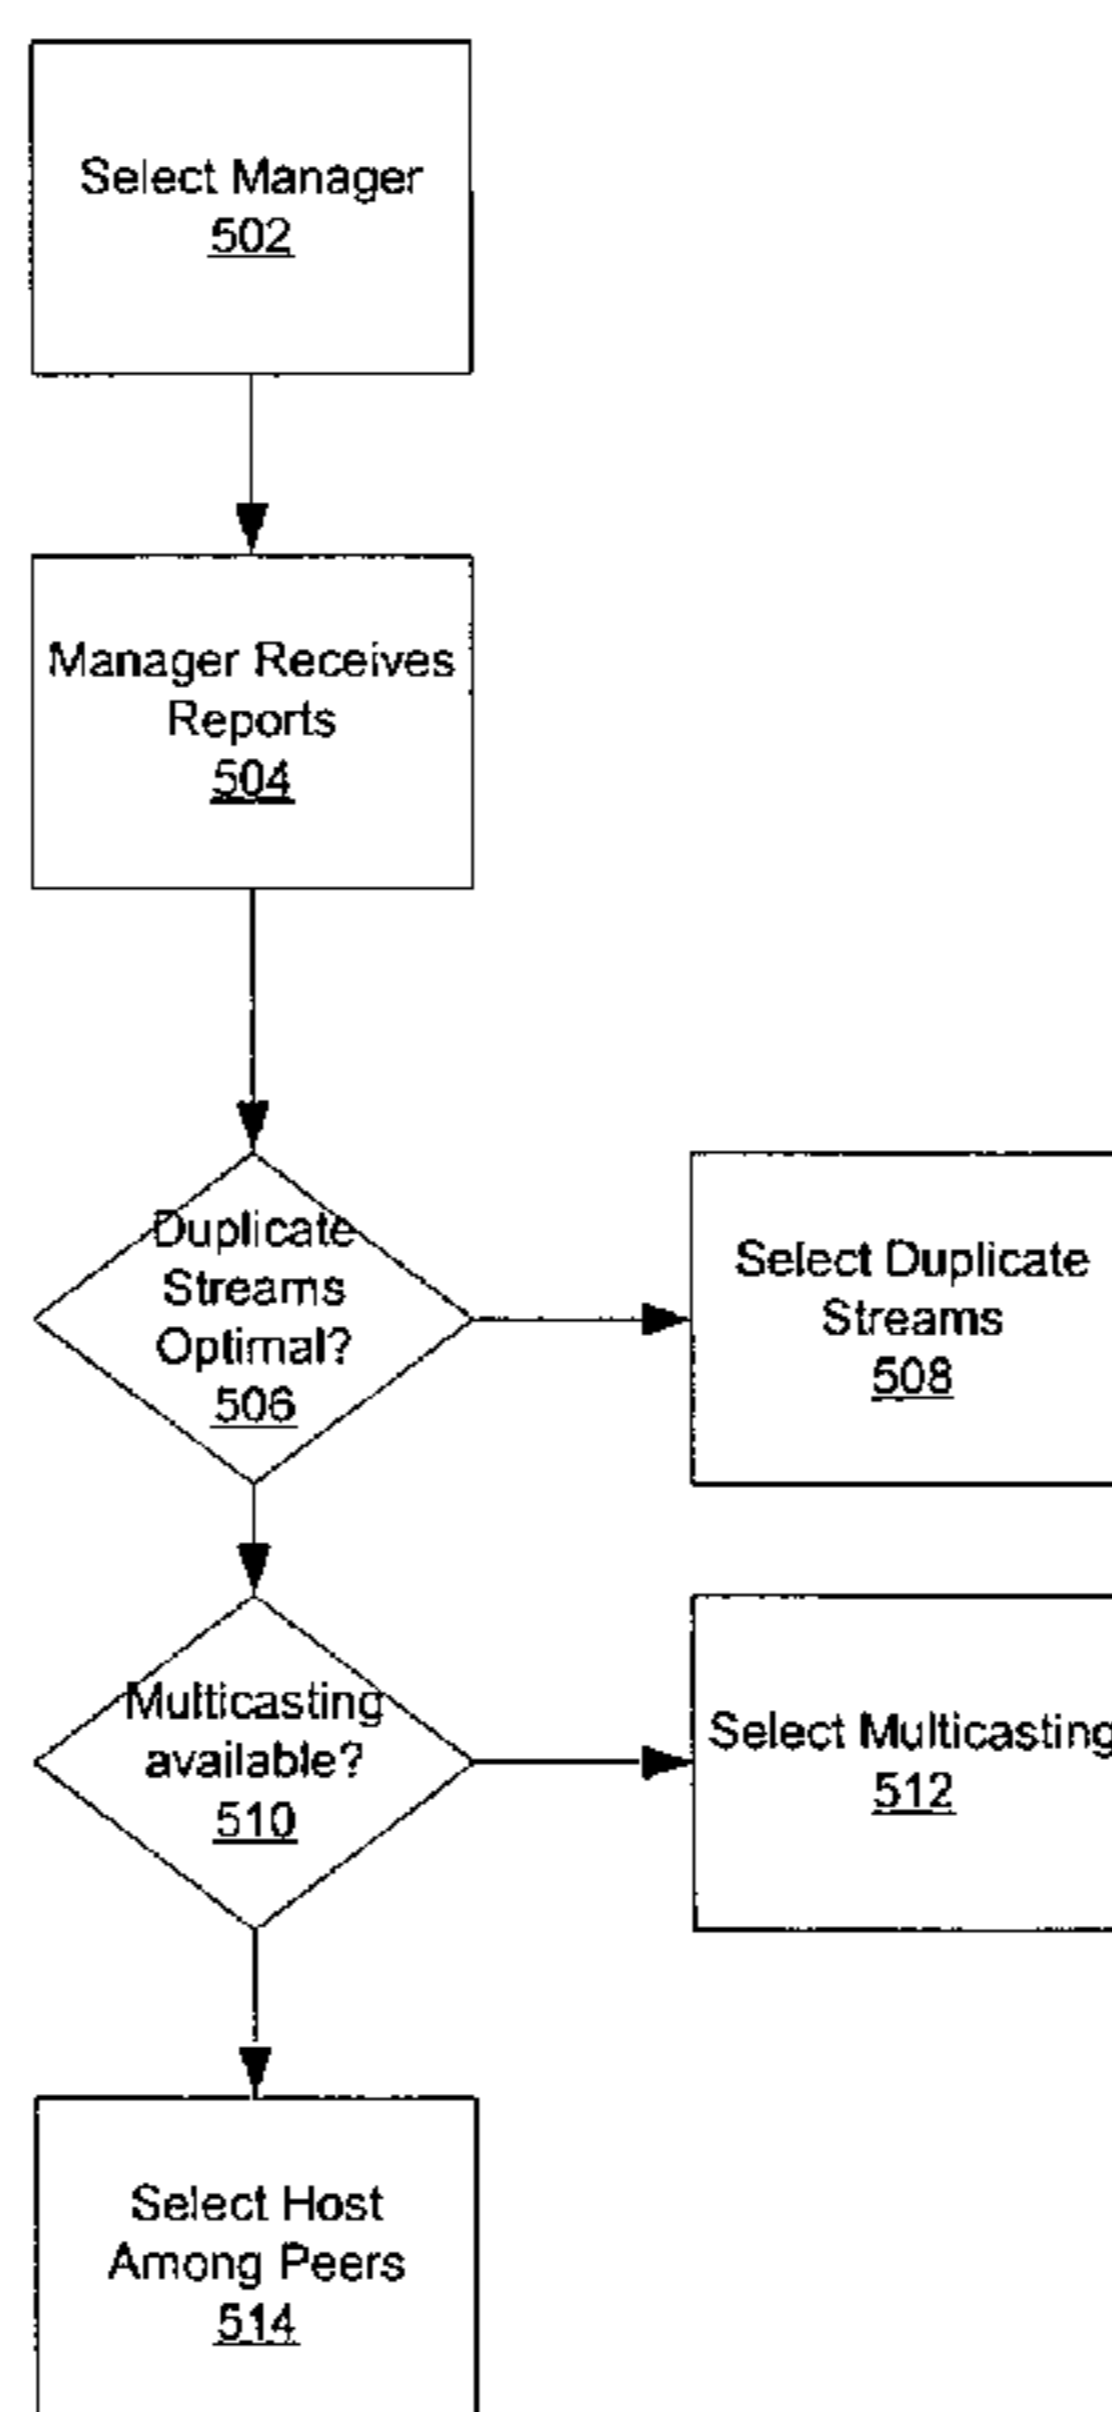 Select Manager
502
Manager Receives
Reports
504
Duplicate
Streams
Optimal?
506
Select Duplicate
Streams
508
Multicasting
available?
510
Select Multicasting
512
Select Host
Among Peers
514